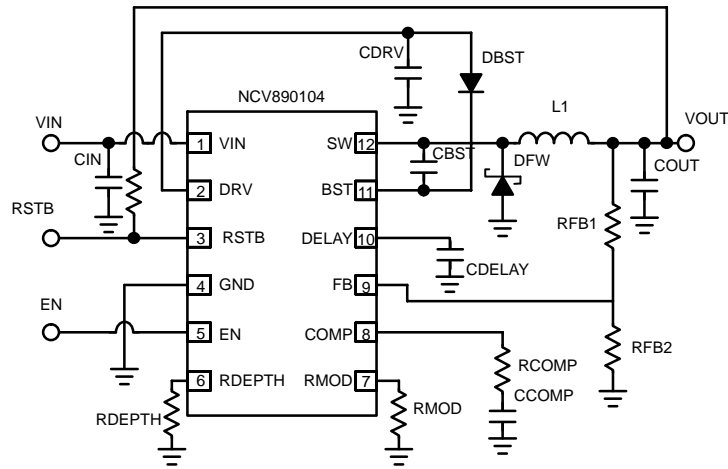 CDRV
DBST
NCV890104
L1
VIN
VOUT
CIN
1 VIN
SW 12
CBST
DFW
COUT
2 DRV
BST 11
RSTB
3 RSTB
DELAY 10
RFB1
CDELAY
4 GND
FB 9
EN
5 EN
COMP 8
RFB2
RCOMP
6 RDEPTH
RMOD 7
CCOMP
RDEPTH
RMOD